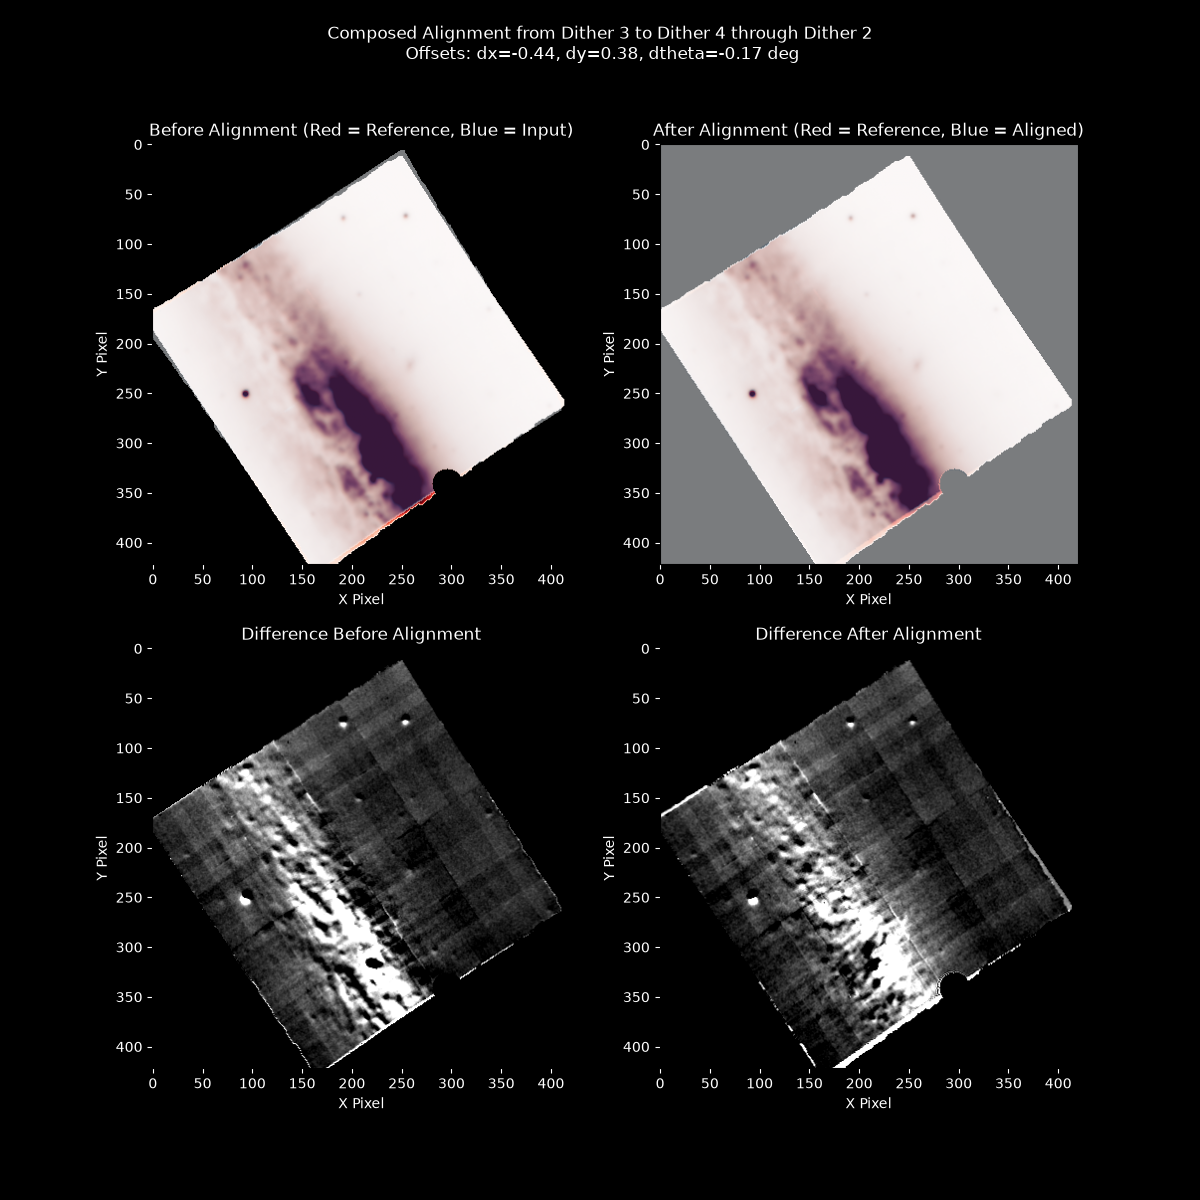 Composed Alignment from Dither 3 to Dither 4 through Dither 2
Offsets: dx=-0.44, dy=0.38, dtheta=-0.17 deg
Before Alignment (Red = Reference, Blue = Input)
0
50
100
150
200
250
300
350
400
Y Pixel
0 50 100 150 200 250 300 350 400
X Pixel
After Alignment (Red = Reference, Blue = Aligned)
0
50
100
150
200
250
300
350
400
Y Pixel
0 50 100 150 200 250 300 350 400
X Pixel
Difference Before Alignment
0
50
100
150
200
250
300
350
400
Y Pixel
0 50 100 150 200 250 300 350 400
X Pixel
Difference After Alignment
0
50
100
150
200
250
300
350
400
Y Pixel
0 50 100 150 200 250 300 350 400
X Pixel